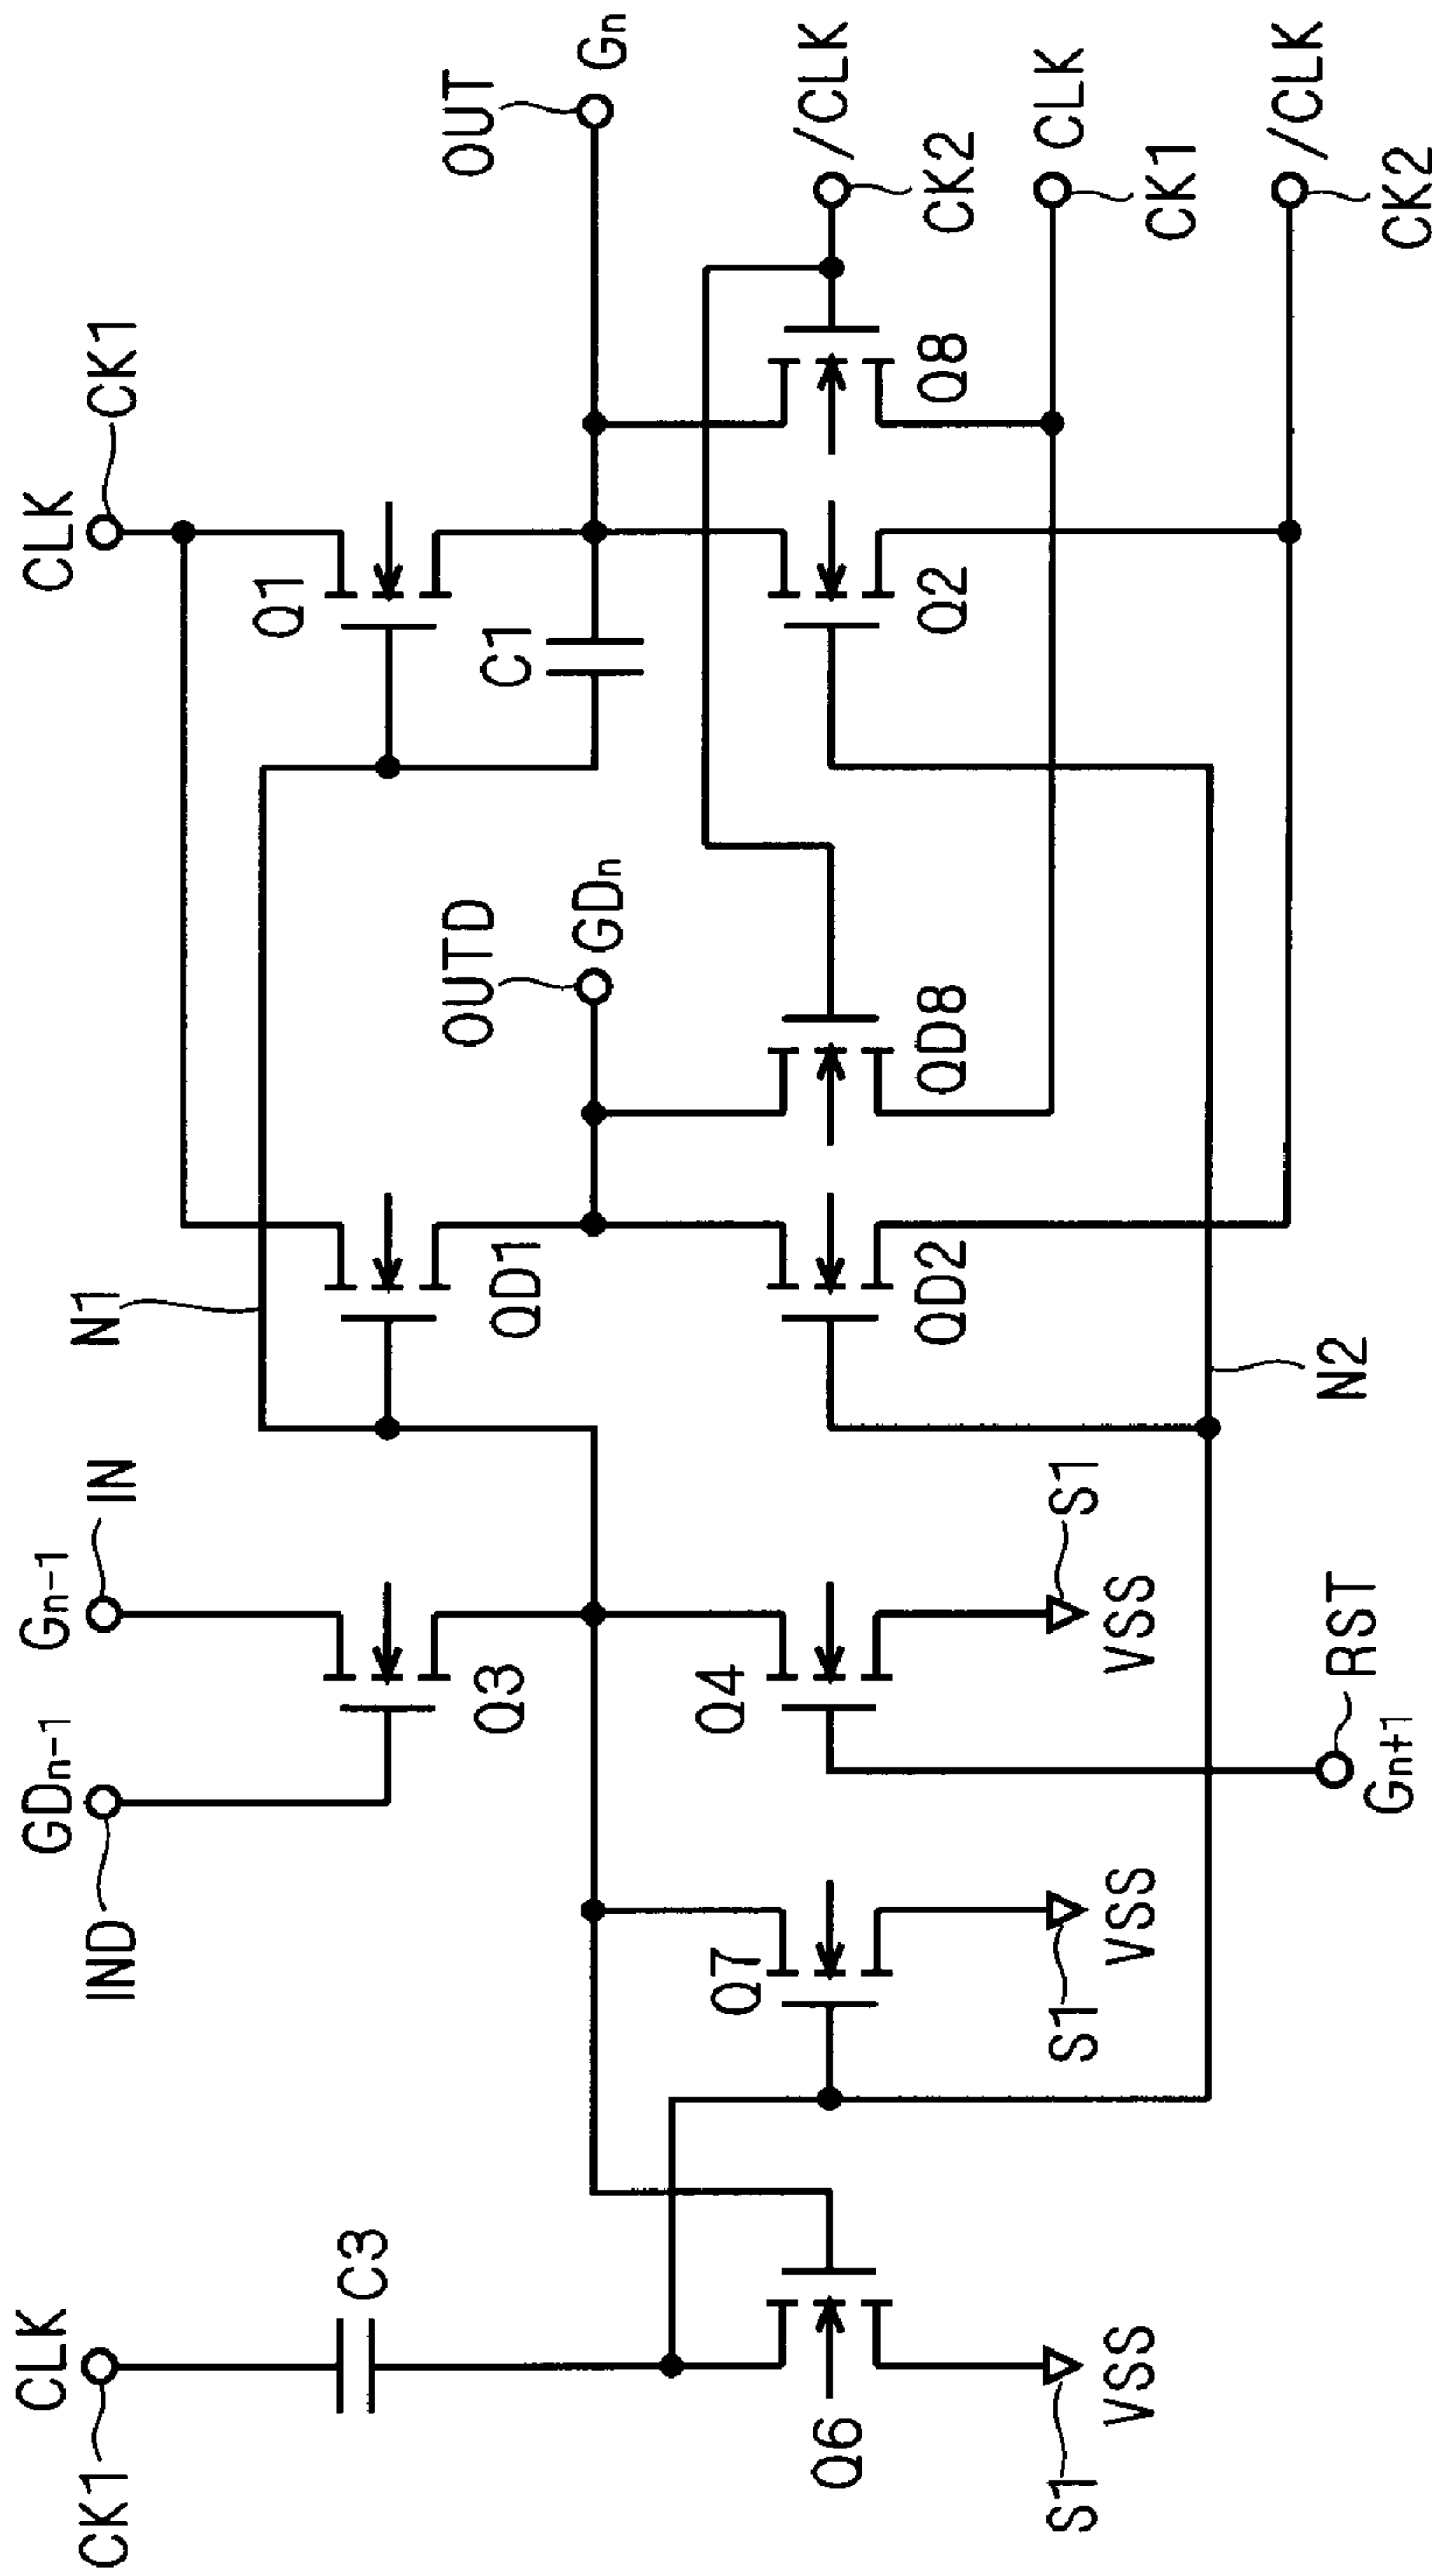 CLK
CK1
C3
Q6
S1
VSS
GDn-1
IND
Gn-1
IN
Q3
Q7
S1
VSS
Q4
S1
VSS
Gn+1
RST
N1
QD1
OUTD
GDn
QD2
QD8
N2
CLK
CK1
Q1
C1
OUT
Gn
Q2
Q8
/CLK
CK2
CLK
CK1
/CLK
CK2